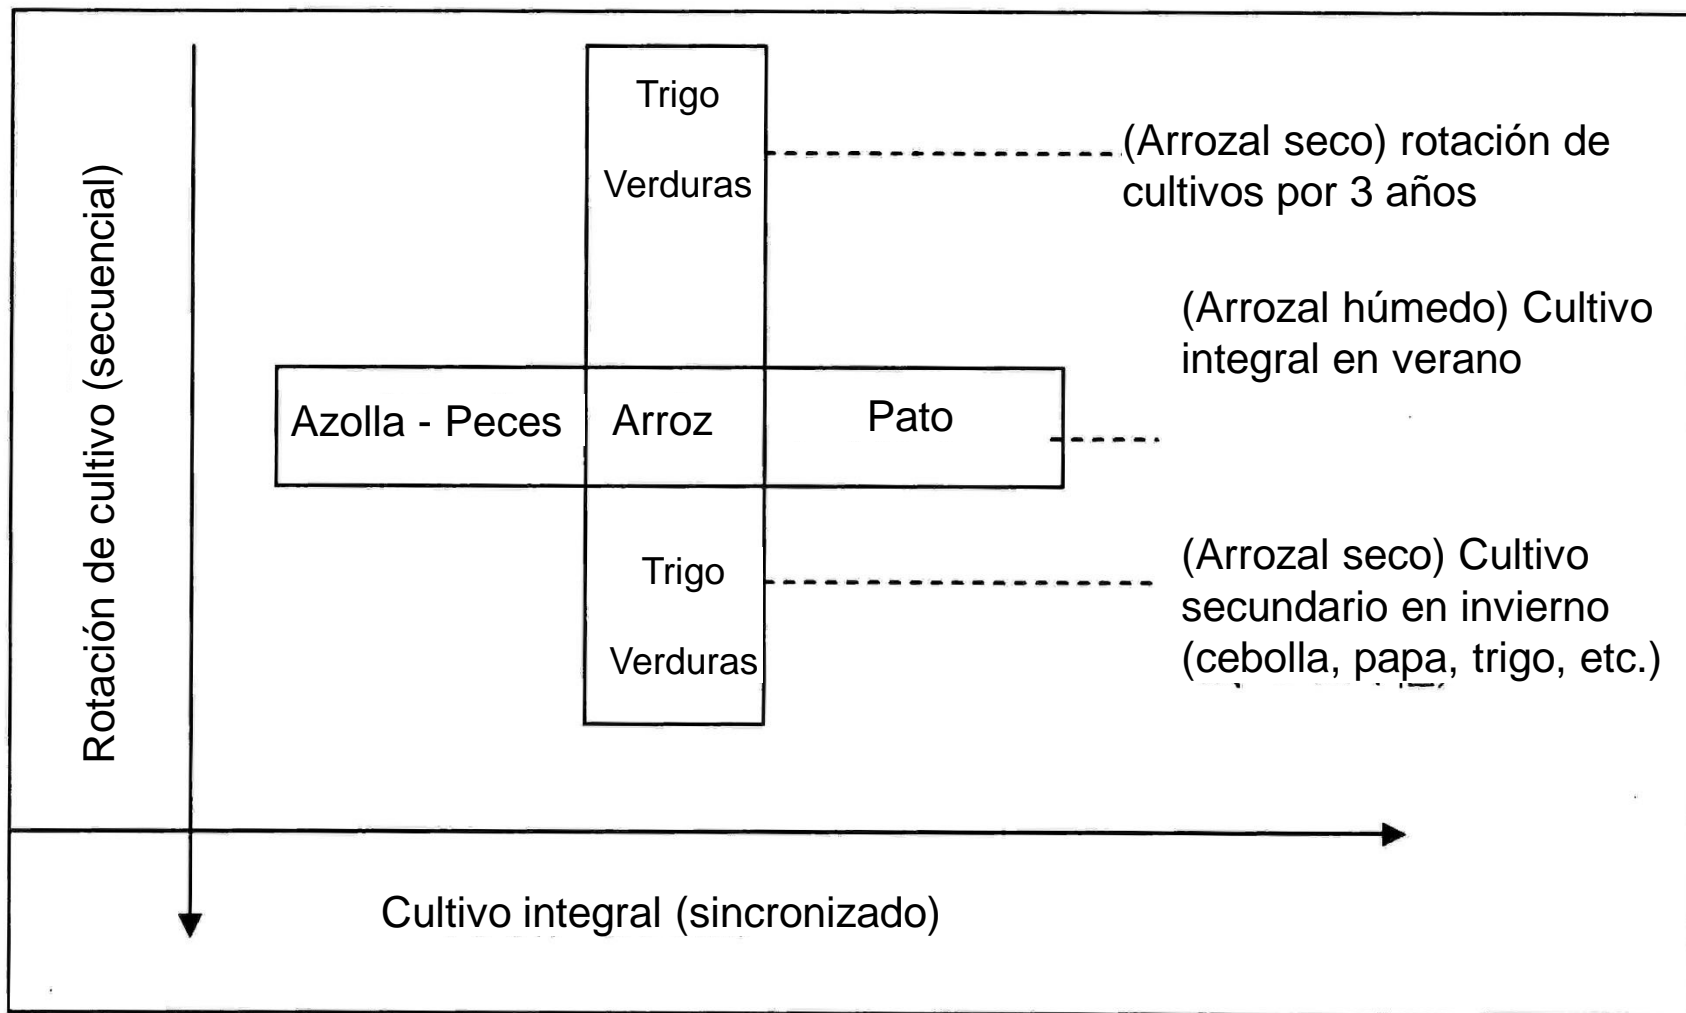 Trigo
Verduras
(Arrozal seco) rotación de
cultivos por 3 años
Rotación de cultivo (secuencial)
(Arrozal húmedo) Cultivo
integral en verano
Azolla - Peces
Arroz
Pato
Trigo
Verduras
(Arrozal seco) Cultivo
secundario en invierno
(cebolla, papa, trigo, etc.)
Cultivo integral (sincronizado)